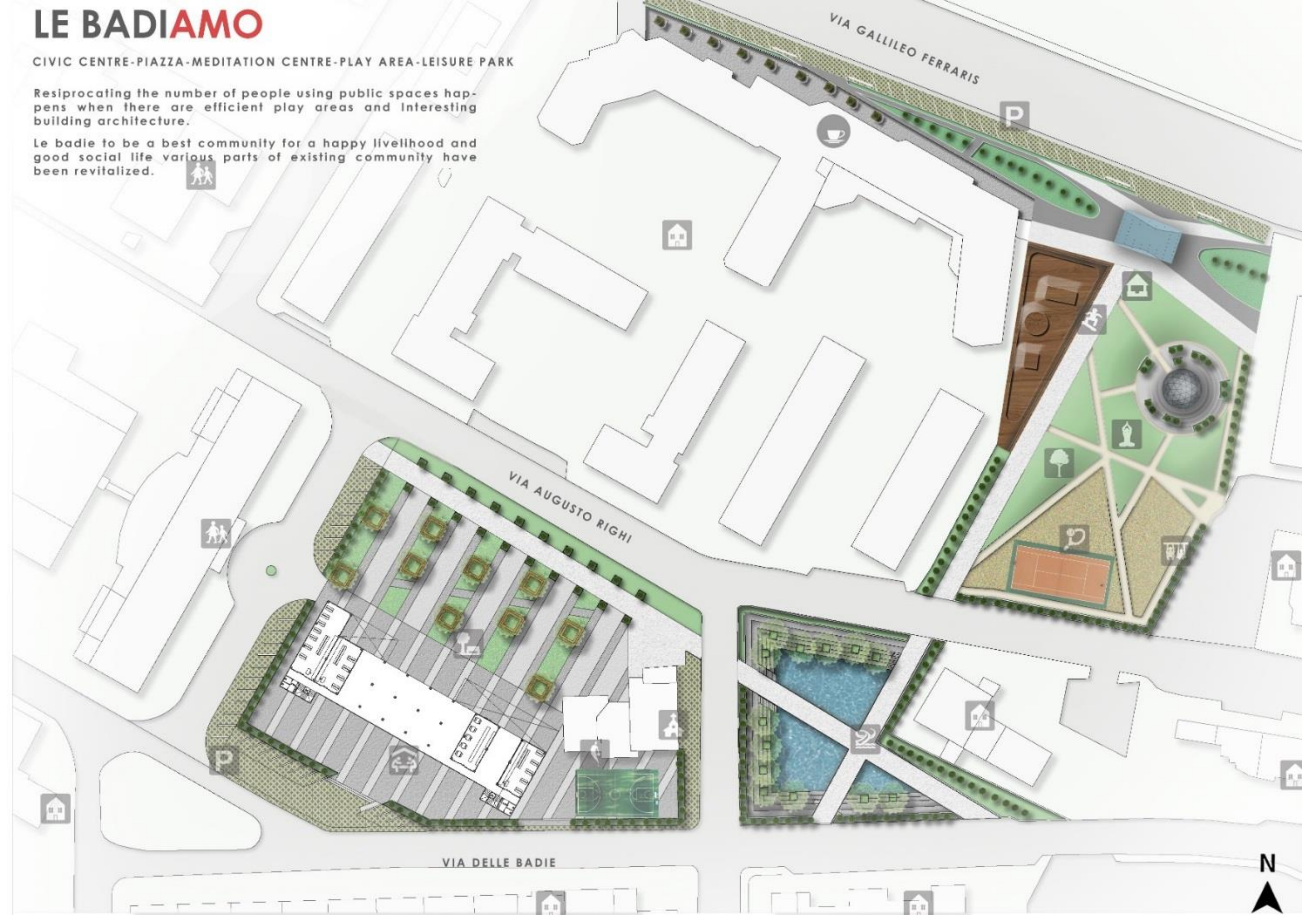 LE BADIAMO
CIVIC CENTRE-PIAZZA-MEDITATION CENTRE-PLAY AREA-LEISURE PARK
Resiprocating the number of people using public spaces hap-
pens when there are efficient play areas and Interesting
building architecture.
Le badie to be a best community for a happy livelihood and
good social life various parts of existing community have
been revitalized.
VIA GALLILEO FERRARIS
P
VIA AUGUSTO RIGHI
P
VIA DELLE BADIE
N